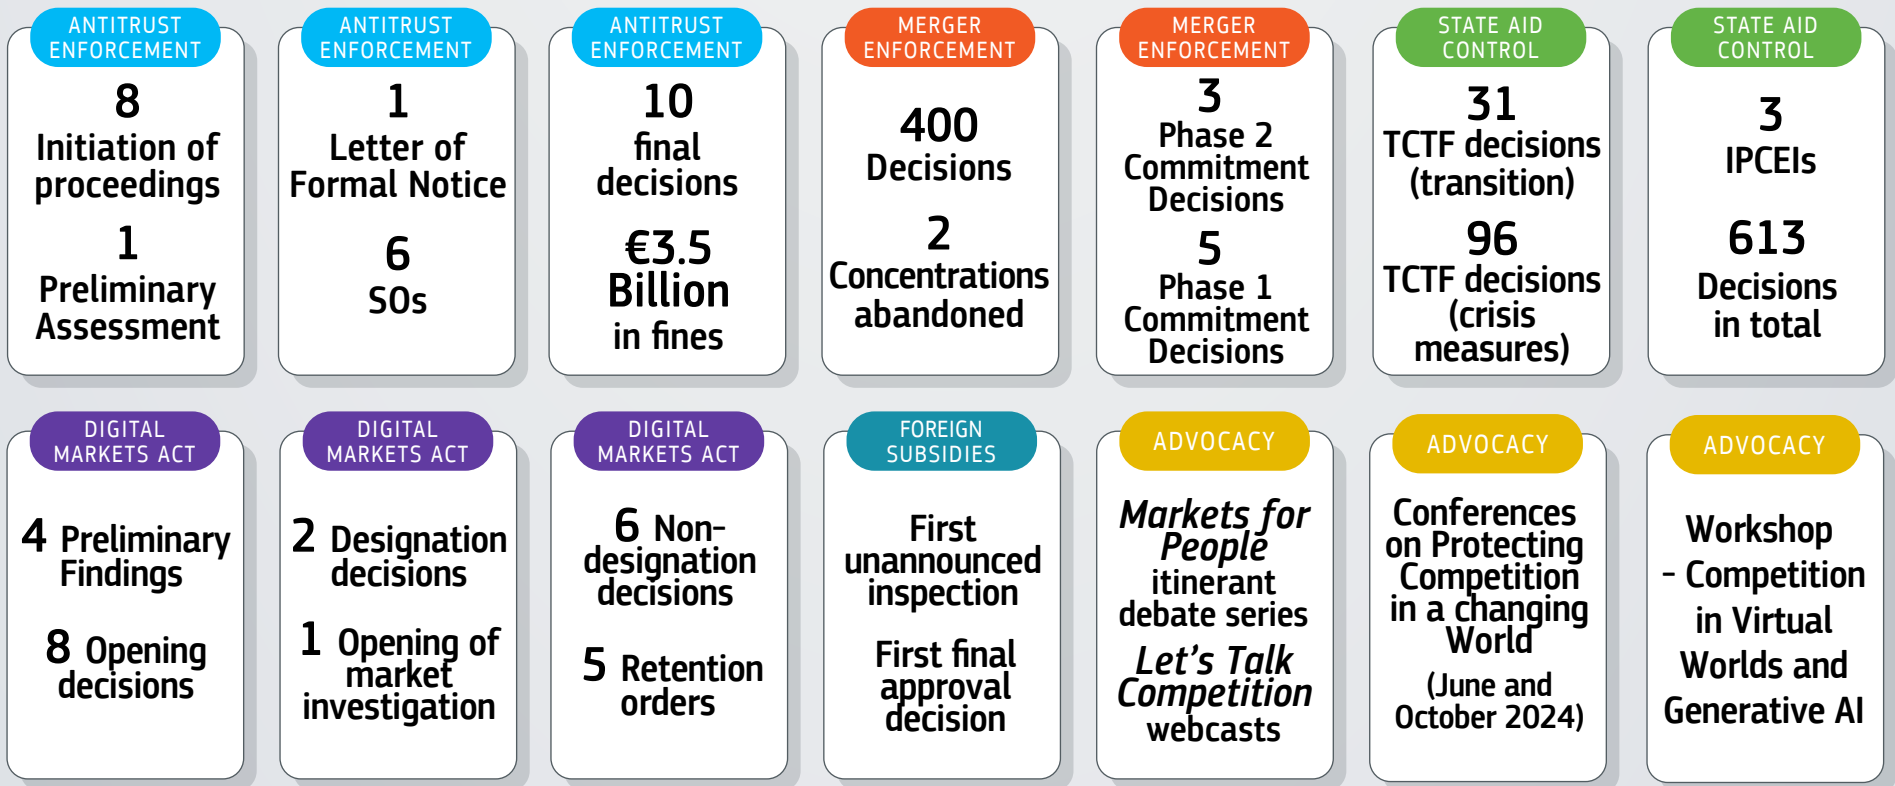 ANTITRUST
ENFORCEMENT
8
Initiation of
proceedings
1
Preliminary
Assessment
ANTITRUST
ENFORCEMENT
1
Letter of
Formal Notice
6
SOs
ANTITRUST
ENFORCEMENT
10
final
decisions
€3.5
Billion
in fines
MERGER
ENFORCEMENT
400
Decisions
2
Concentrations
abandoned
MERGER
ENFORCEMENT
3
Phase 2
Commitment
Decisions
5
Phase 1
Commitment
Decisions
STATE AID
CONTROL
31
TCTF decisions
(transition)
96
TCTF decisions
(crisis
measures)
STATE AID
CONTROL
3
IPCEIs
613
Decisions
in total
DIGITAL
MARKETS ACT
4 Preliminary
Findings
8 Opening
decisions
DIGITAL
MARKETS ACT
2 Designation
decisions
1 Opening of
market
investigation
DIGITAL
MARKETS ACT
6 Non-
designation
decisions
5 Retention
orders
FOREIGN
SUBSIDIES
First
unannounced
inspection
First final
approval
decision
ADVOCACY
Markets for
People
itinerant
debate series
Let's Talk
Competition
webcasts
ADVOCACY
Conferences
on Protecting
Competition
in a changing
World
(June and
October 2024)
ADVOCACY
Workshop
- Competition
in Virtual
Worlds and
Generative AI